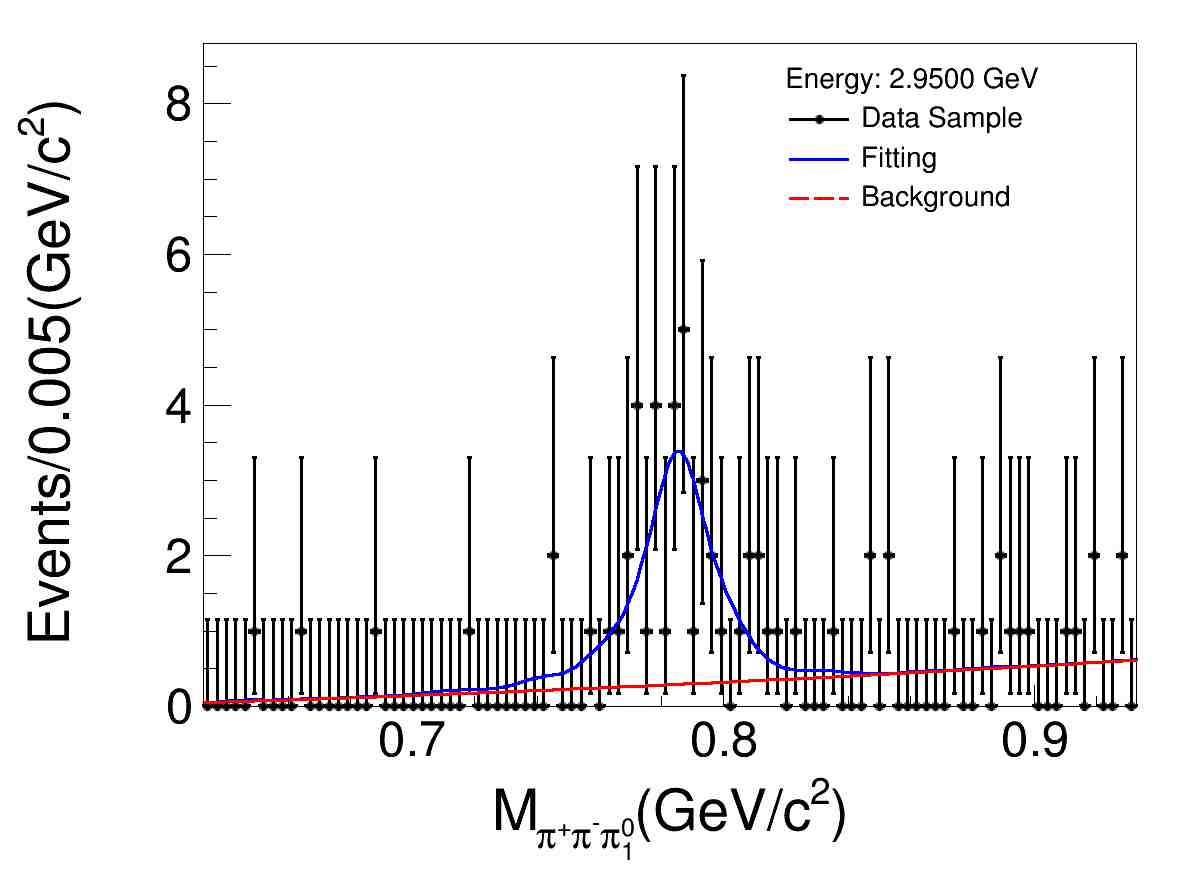 Energy: 2.9500 GeV
Data Sample
Fitting
Background
Events/0.005(GeV/c²)
8
6
4
2
0
0.7 0.8 0.9
M_π⁺π⁻π⁰₁(GeV/c²)